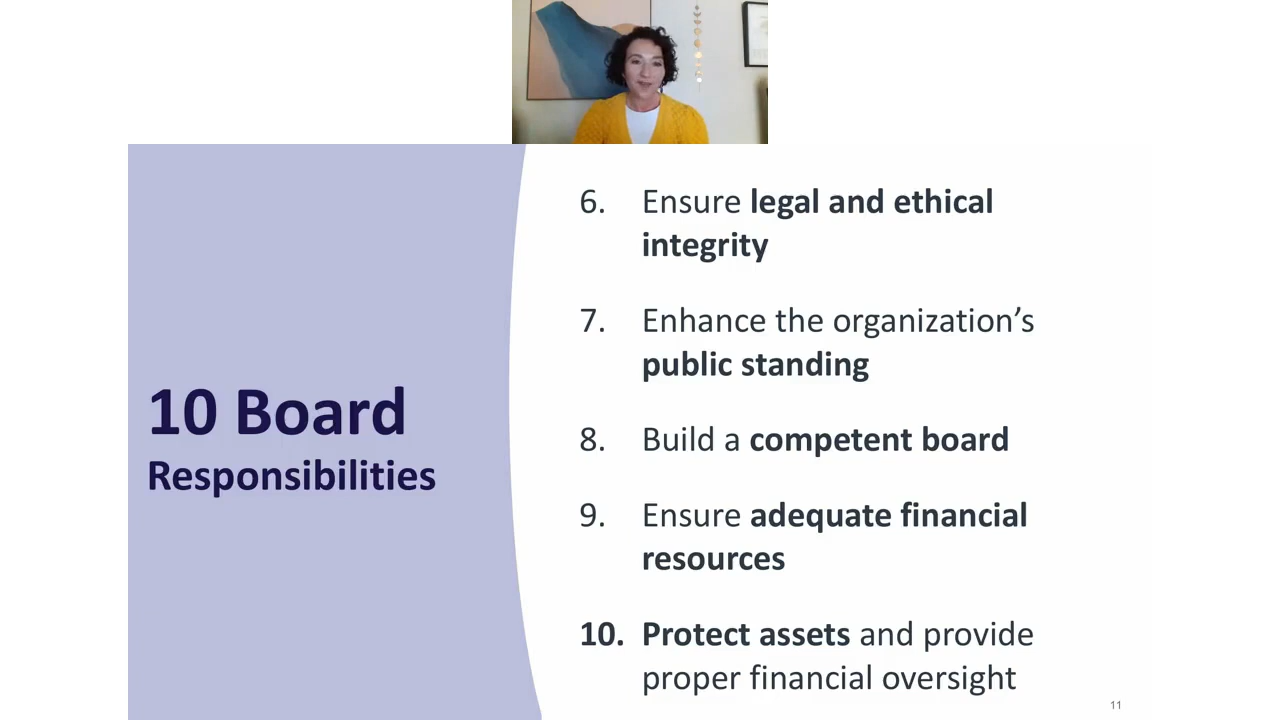 10 Board
Responsibilities
6. Ensure legal and ethical
integrity
7. Enhance the organization’s
public standing
8. Build a competent board
9. Ensure adequate financial
resources
10. Protect assets and provide
proper financial oversight
11